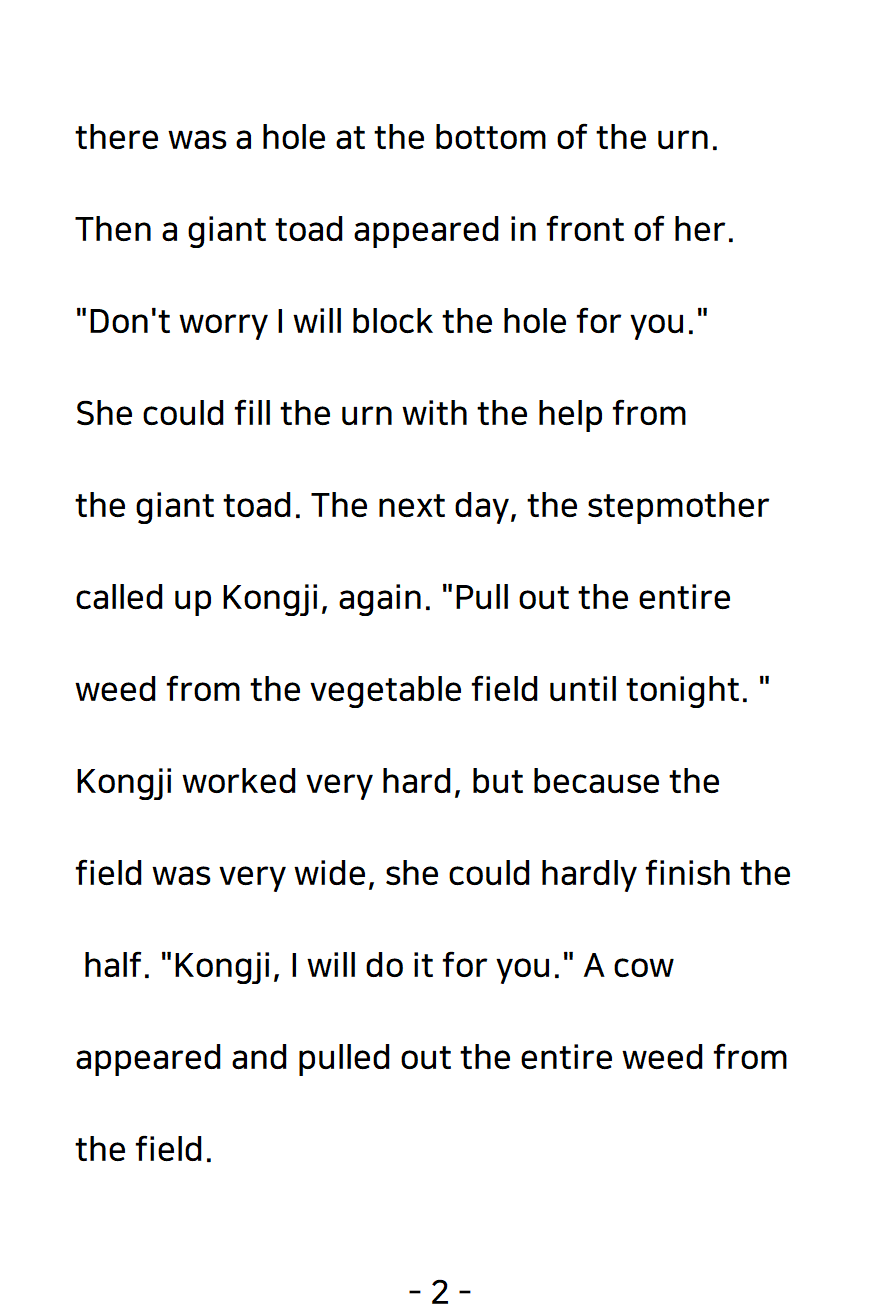 there was a hole at the bottom of the urn.
Then a giant toad appeared in front of her.
"Don't worry I will block the hole for you."
She could fill the urn with the help from
the giant toad. The next day, the stepmother
called up Kongji, again. "Pull out the entire
weed from the vegetable field until tonight. "
Kongji worked very hard, but because the
field was very wide, she could hardly finish the
half. "Kongji, I will do it for you." A cow
appeared and pulled out the entire weed from
the field.
- 2 -